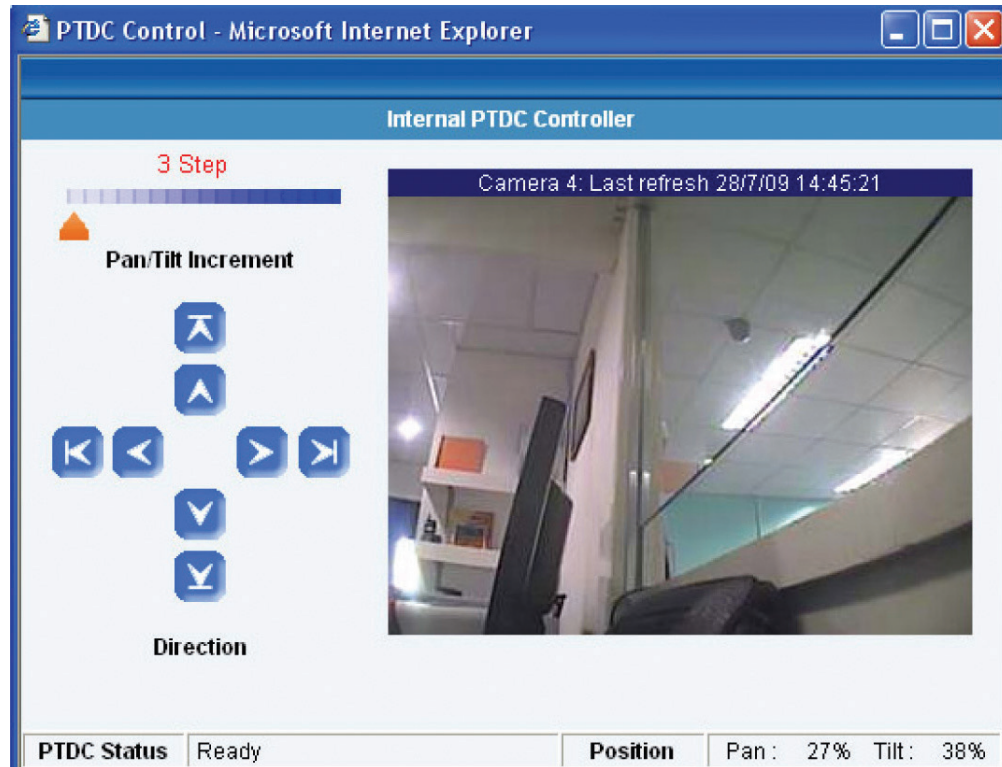 PTDC Control - Microsoft Internet Explorer
Internal PTDC Controller
3 Step
Pan/Tilt Increment
Direction
Camera 4: Last refresh 28/7/09 14:45:21
PTDC Status Ready Position Pan : 27% Tilt : 38%